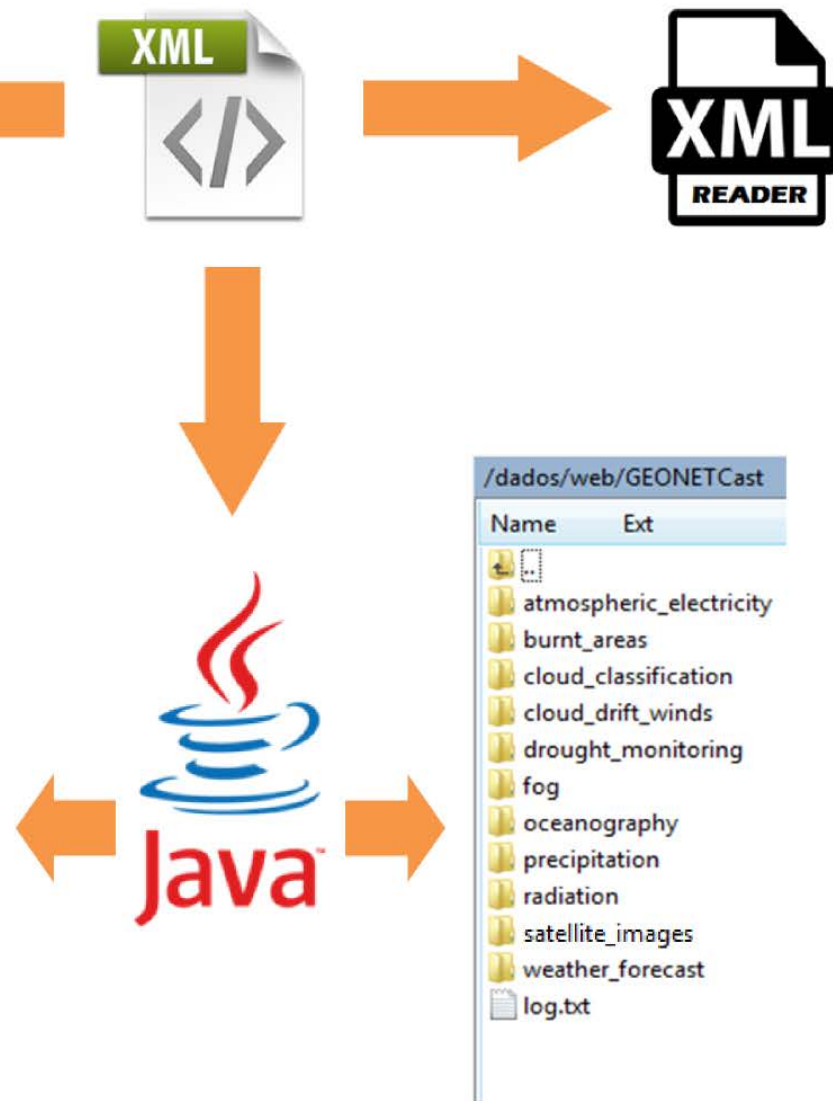 XML
</>
XML
READER
Java™
/dados/web/GEONETCast
Name Ext
..
atmospheric_electricity
burnt_areas
cloud_classification
cloud_drift_winds
drought_monitoring
fog
oceanography
precipitation
radiation
satellite_images
weather_forecast
log.txt